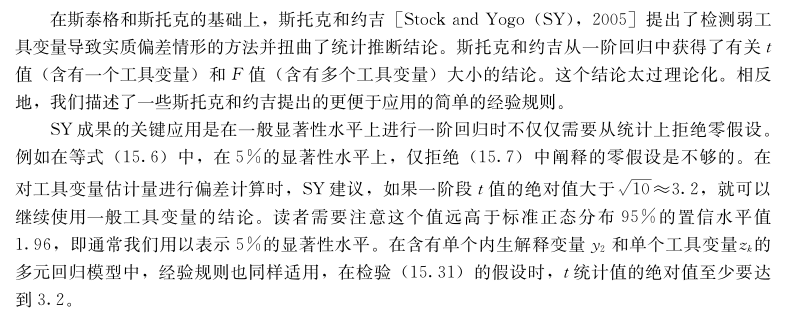 在斯泰格和斯托克的基础上，斯托克和约吉［Stock and Yogo（SY），2005］提出了检测弱工
具变量导致实质偏差情形的方法并扭曲了统计推断结论。斯托克和约吉从一阶回归中获得了有关 t
值（含有一个工具变量）和 F 值（含有多个工具变量）大小的结论。这个结论太过理论化。相反
地，我们描述了一些斯托克和约吉提出的更便于应用的简单的经验规则。
SY 成果的关键应用是在一般显著性水平上进行一阶回归时不仅仅需要从统计上拒绝零假设。
例如在等式（15.6）中，在 5%的显著性水平上，仅拒绝（15.7）中阐释的零假设是不够的。在
对工具变量估计量进行偏差计算时，SY 建议，如果一阶段 t 值的绝对值大于√10≈3.2，就可以
继续使用一般工具变量的结论。读者需要注意这个值远高于标准正态分布 95%的置信水平值
1.96，即通常我们用以表示 5%的显著性水平。在含有单个内生解释变量 y₂ 和单个工具变量zₖ的
多元回归模型中，经验规则也同样适用，在检验（15.31）的假设时，t 统计值的绝对值至少要达
到 3.2。